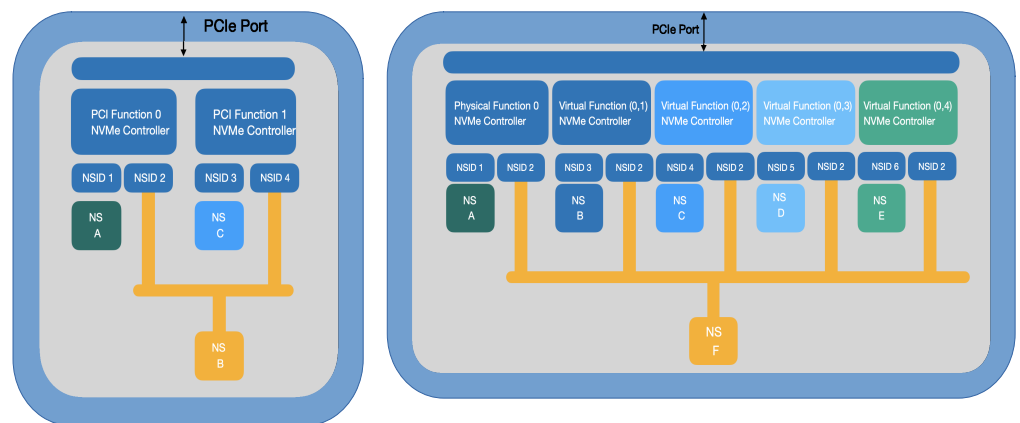 PCIe Port
PCI Function 0
NVMe Controller
PCI Function 1
NVMe Controller
NSID 1
NSID 2
NSID 3
NSID 4
NS
A
NS
C
NS
B
PCIe Port
Physical Function 0
NVMe Controller
Virtual Function (0,1)
NVMe Controller
Virtual Function (0,2)
NVMe Controller
Virtual Function (0,3)
NVMe Controller
Virtual Function (0,4)
NVMe Controller
NSID 1
NSID 2
NSID 3
NSID 2
NSID 4
NSID 2
NSID 5
NSID 2
NSID 6
NSID 2
NS
A
NS
B
NS
C
NS
D
NS
E
NS
F